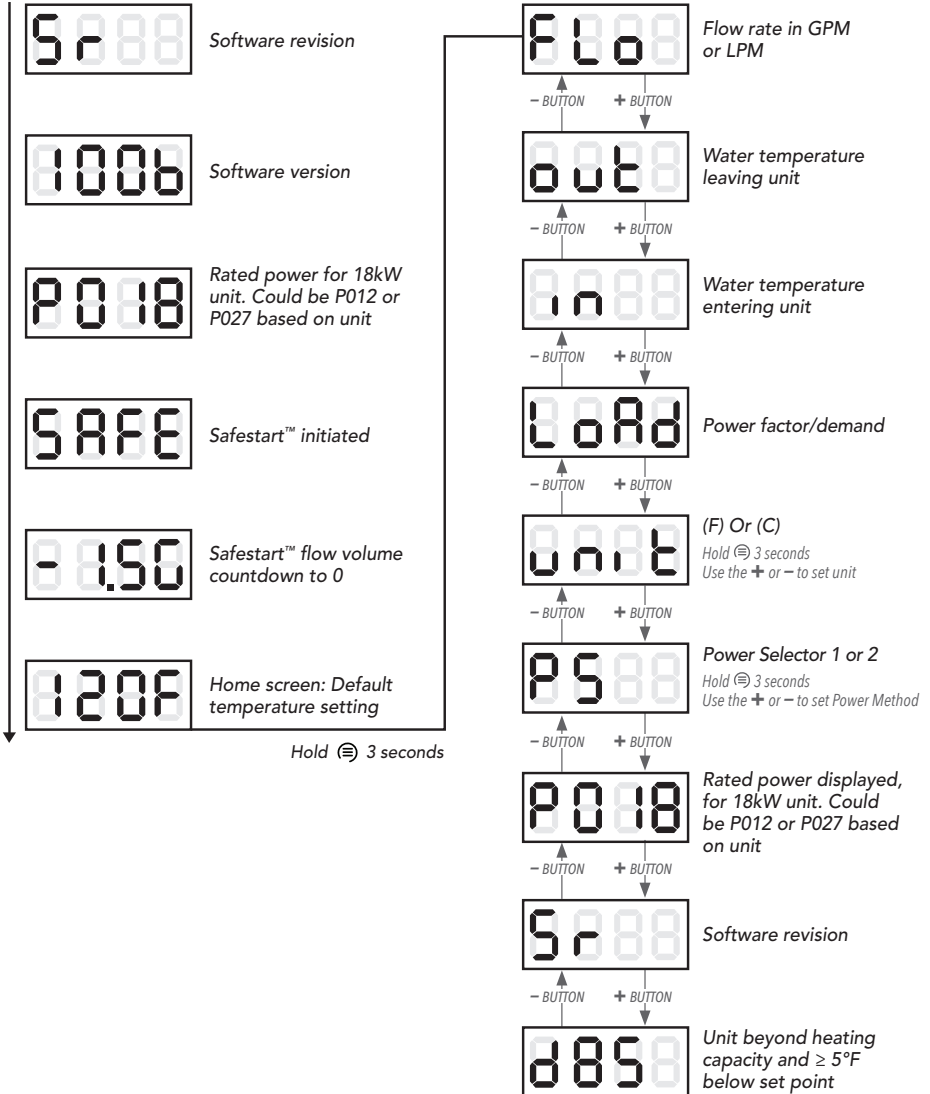 Sr
Software revision
100b
Software version
P018
Rated power for 18kW
unit. Could be P012 or
P027 based on unit
SAFE
Safestart™ initiated
- 1.5G
Safestart™ flow volume
countdown to 0
120F
Home screen: Default
temperature setting
Hold 3 seconds
FLo
Flow rate in GPM
or LPM
– BUTTON + BUTTON
out
Water temperature
leaving unit
– BUTTON + BUTTON
in
Water temperature
entering unit
– BUTTON + BUTTON
LoAd
Power factor/demand
– BUTTON + BUTTON
unit
(F) Or (C)
Hold 3 seconds
Use the + or – to set unit
– BUTTON + BUTTON
PS
Power Selector 1 or 2
Hold 3 seconds
Use the + or – to set Power Method
– BUTTON + BUTTON
P018
Rated power displayed,
for 18kW unit. Could
be P012 or P027 based
on unit
– BUTTON + BUTTON
Sr
Software revision
– BUTTON + BUTTON
d85
Unit beyond heating
capacity and ≥ 5°F
below set point